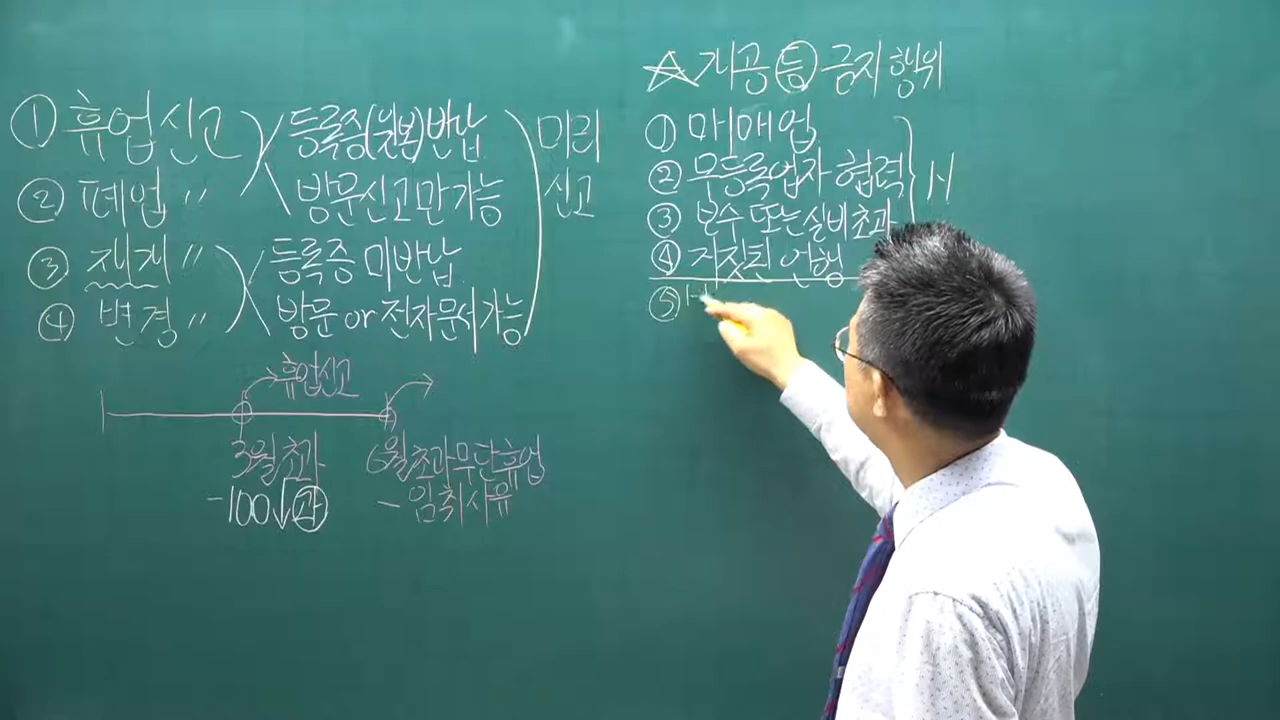 ① 휴업신고 등록증(원본)반납 미리
② 폐업 〃 방문신고만 가능 신고
③ 재개 〃 등록증 미반납
④ 변경 〃 방문 or 전자문서 가능
휴업신고
3월 초과 6월초과 무단휴업
-100↓㉮ - 임취사유
☆ 개공 ㊁ 금지행위
① 매매업
② 무등록업자 협력
③ 보수 또는 실비초과
④ 거짓된 언행
⑤